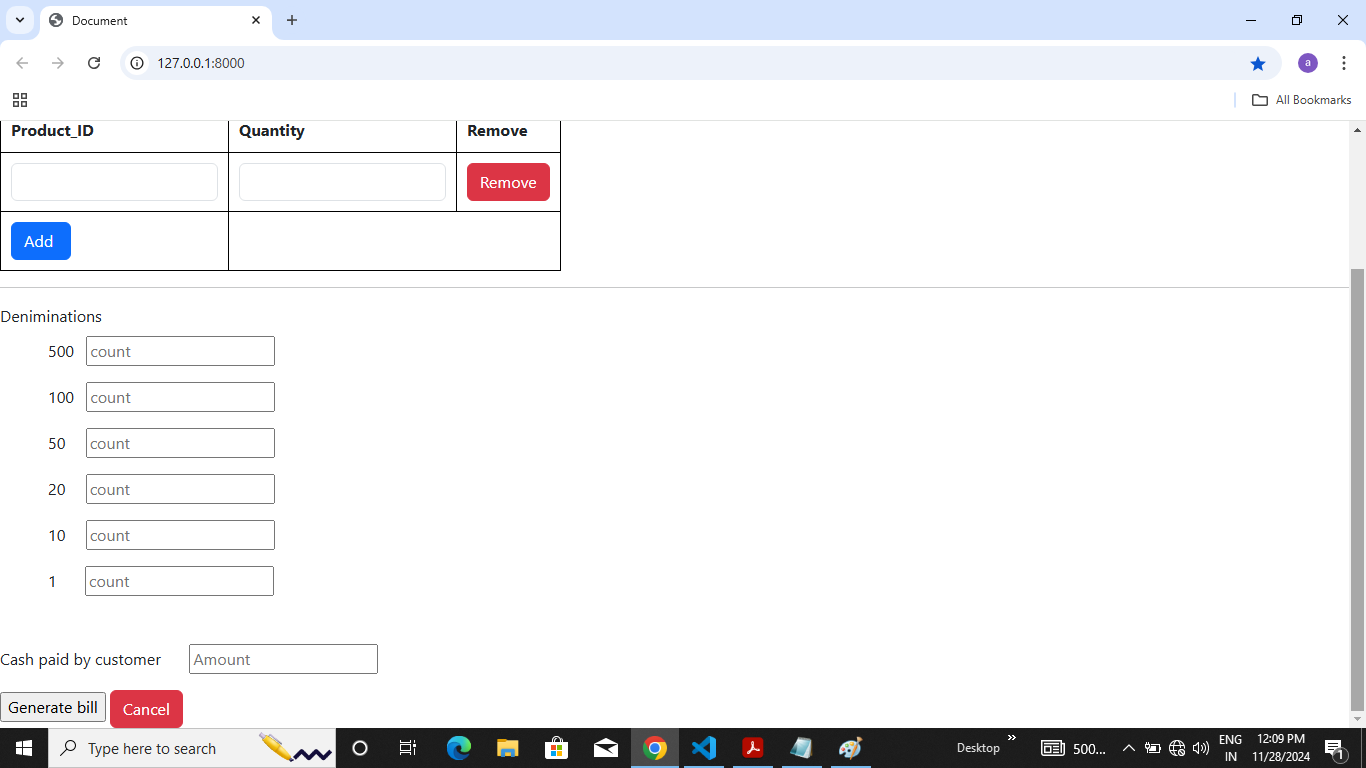 Document
127.0.0.1:8000
a
All Bookmarks
Product_ID Quantity Remove
Remove
Add
Deniminations
500 count
100 count
50 count
20 count
10 count
1 count
Cash paid by customer Amount
Generate bill Cancel
Type here to search
Desktop
500...
ENG
IN
12:09 PM
11/28/2024
1